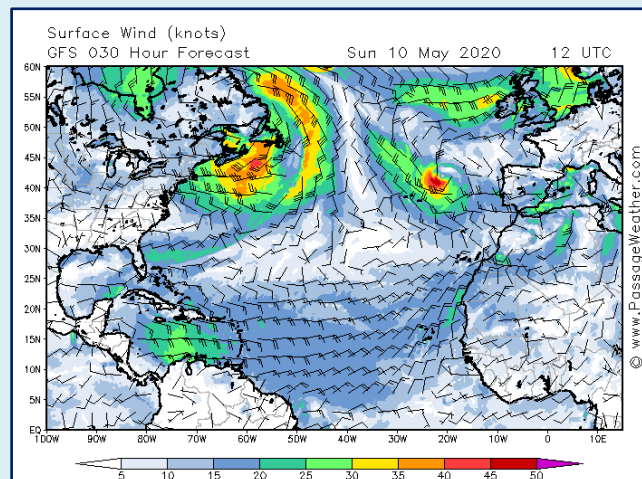 Surface Wind (knots)
GFS 030 Hour Forecast Sun 10 May 2020 12 UTC
60N
55N
50N
45N
40N
35N
30N
25N
20N
15N
10N
5N
EQ
100W 90W 80W 70W 60W 50W 40W 30W 20W 10W 0 10E
5 10 15 20 25 30 35 40 45 50
© www.PassageWeather.com